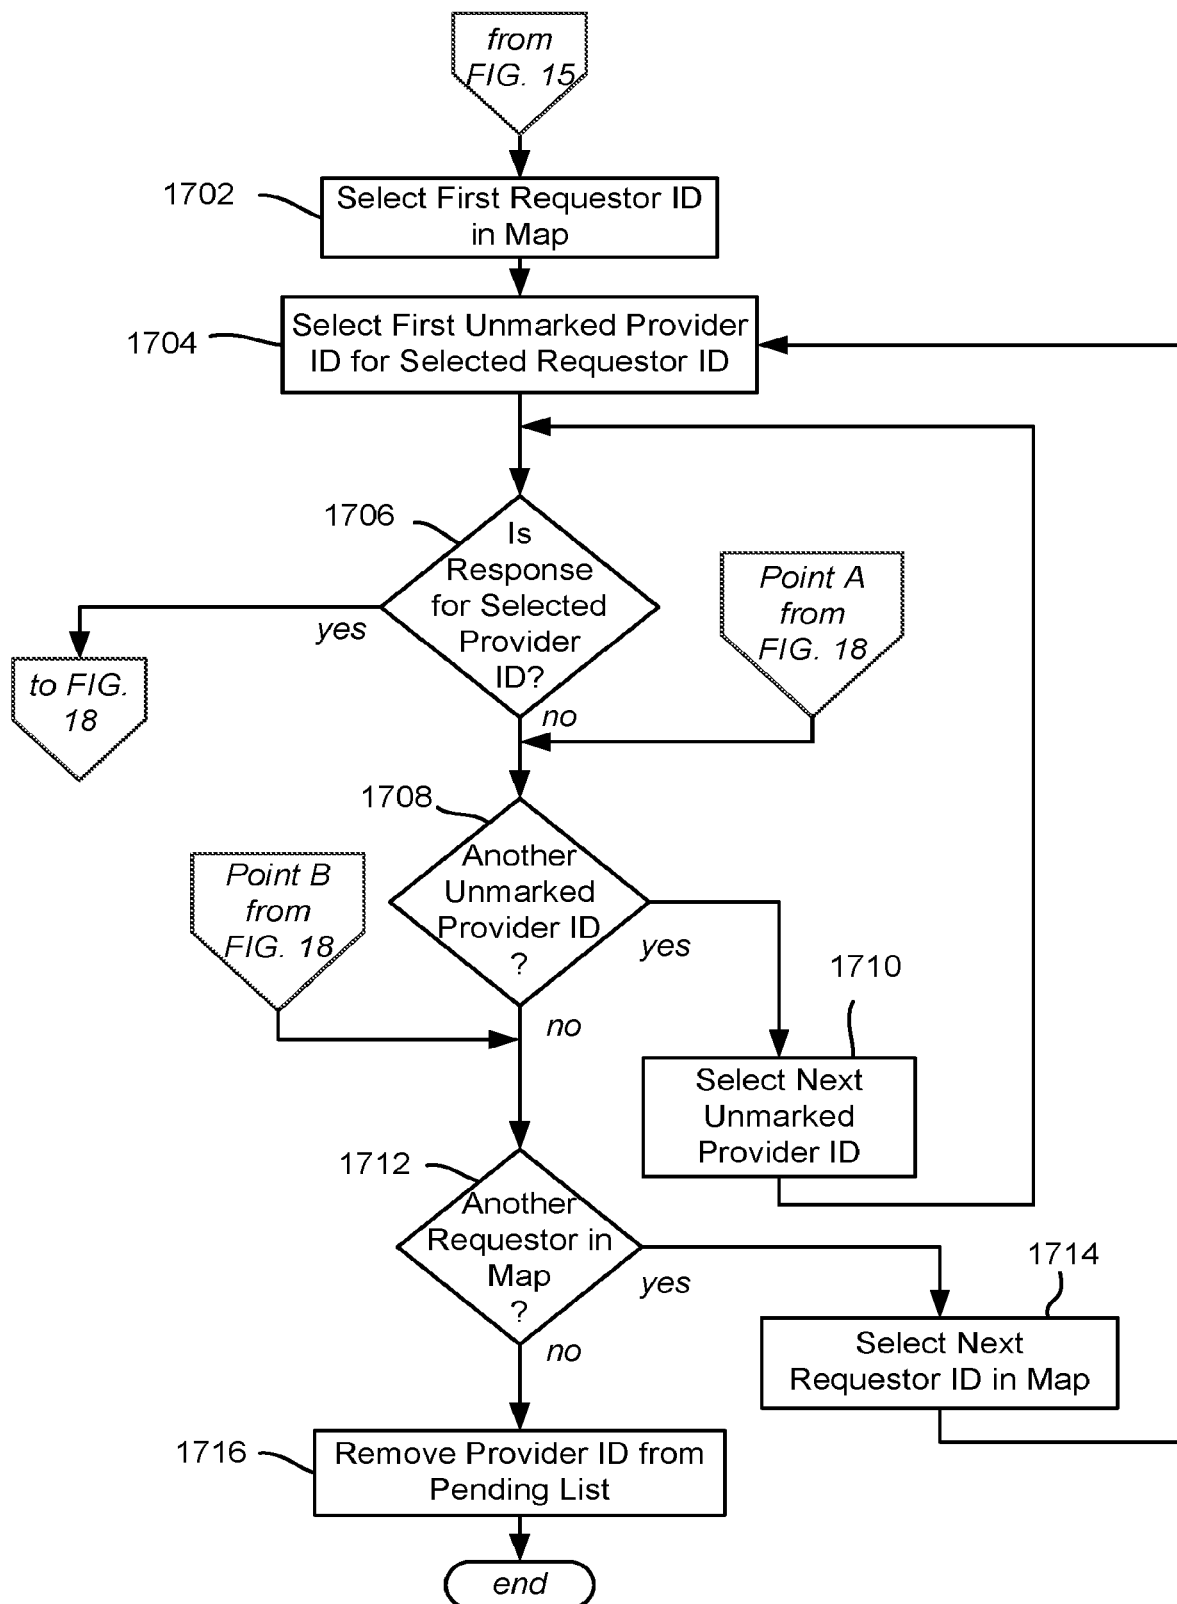 from
FIG. 15
1702
Select First Requestor ID
in Map
1704
Select First Unmarked Provider
ID for Selected Requestor ID
1706
Is
Response
for Selected
Provider
ID?
yes
no
to FIG.
18
Point A
from
FIG. 18
1708
Another
Unmarked
Provider ID
?
yes
no
Point B
from
FIG. 18
1710
Select Next
Unmarked
Provider ID
1712
Another
Requestor in
Map
?
yes
no
1714
Select Next
Requestor ID in Map
1716
Remove Provider ID from
Pending List
end